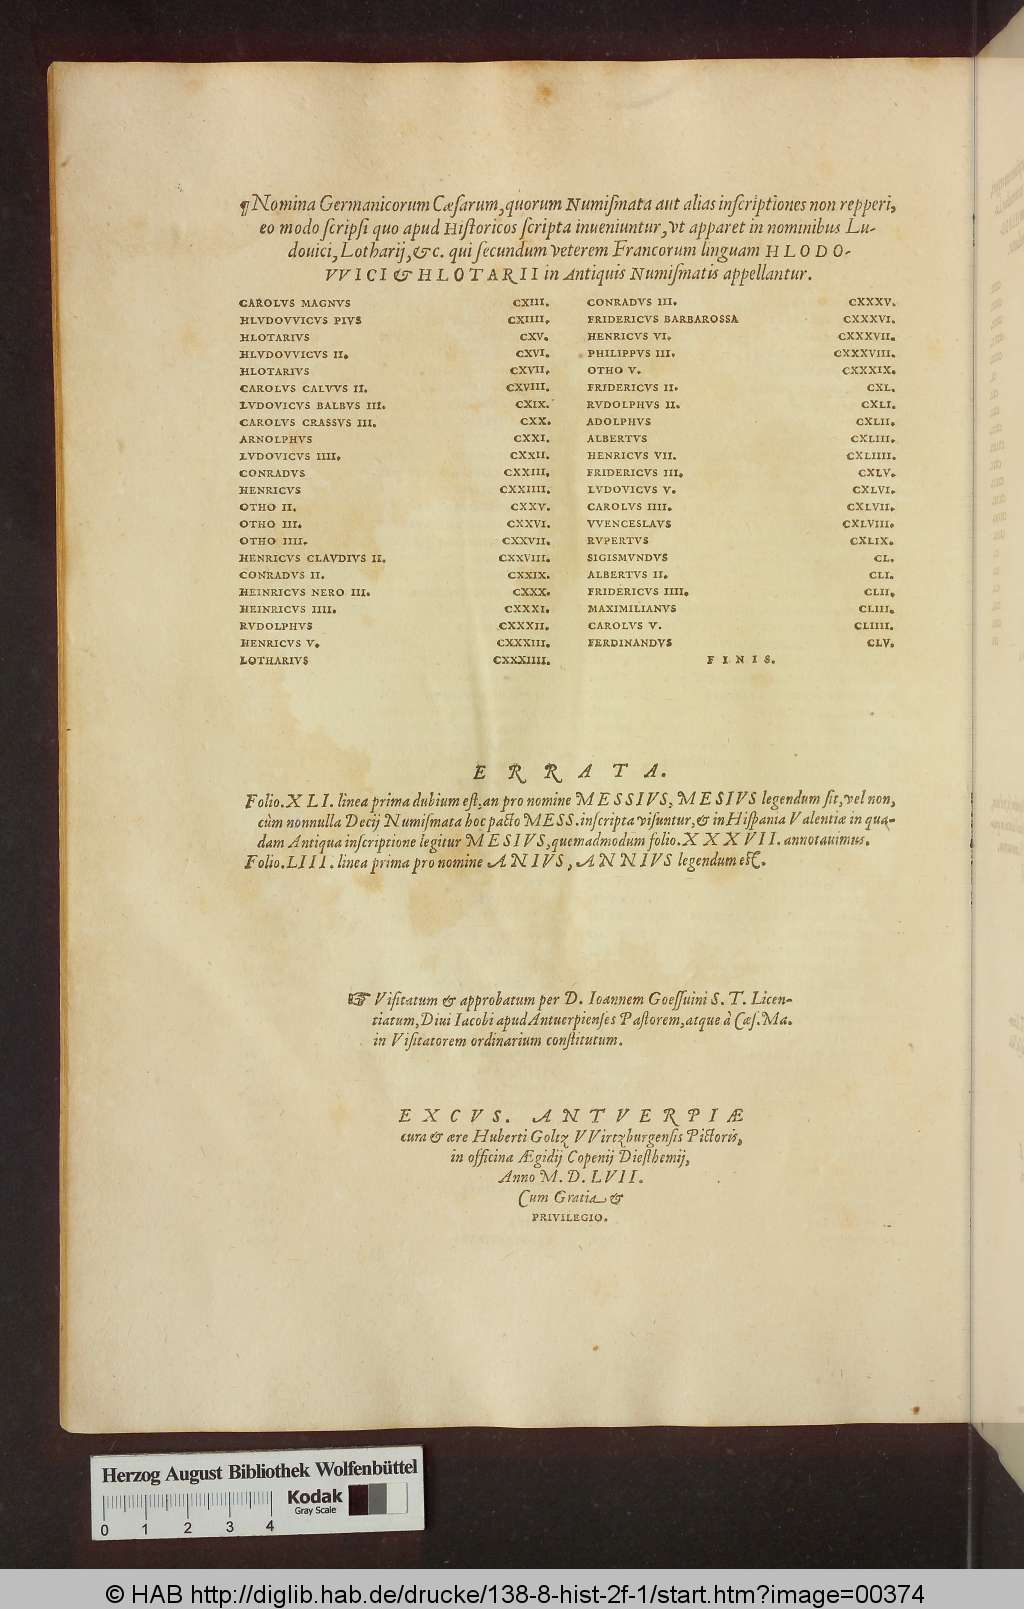 ¶ Nomina Germanicorum Cæſarum, quorum Numiſmata aut alias inſcriptiones non repperi,
eo modo ſcripſi quo apud Hiſtoricos ſcripta inueniuntur, vt apparet in nominibus Lu-
douici, Lotharij, &c. qui ſecundum veterem Francorum linguam HLODO-
VVICI & HLOTARII in Antiquis Numiſmatis appellantur.
CAROLVS MAGNVS CXIII.
HLVDOVVICVS PIVS CXIIII.
HLOTARIVS CXV.
HLVDOVVICVS II. CXVI.
HLOTARIVS CXVII.
CAROLVS CALVVS II. CXVIII.
LVDOVICVS BALBVS III. CXIX.
CAROLVS CRASSVS III. CXX.
ARNOLPHVS CXXI.
LVDOVICVS IIII. CXXII.
CONRADVS CXXIII.
HENRICVS CXXIIII.
OTHO II. CXXV.
OTHO III. CXXVI.
OTHO IIII. CXXVII.
HENRICVS CLAVDIVS II. CXXVIII.
CONRADVS II. CXXIX.
HEINRICVS NERO III. CXXX.
HEINRICVS IIII. CXXXI.
RVDOLPHVS CXXXII.
HENRICVS V. CXXXIII.
LOTHARIVS CXXXIIII.
CONRADVS III. CXXXV.
FRIDERICVS BARBAROSSA CXXXVI.
HENRICVS VI. CXXXVII.
PHILIPPVS III. CXXXVIII.
OTHO V. CXXXIX.
FRIDERICVS II. CXL.
RVDOLPHVS II. CXLI.
ADOLPHVS CXLII.
ALBERTVS CXLIII.
HENRICVS VII. CXLIIII.
FRIDERICVS III. CXLV.
LVDOVICVS V. CXLVI.
CAROLVS IIII. CXLVII.
VVENCESLAVS CXLVIII.
RVPERTVS CXLIX.
SIGISMVNDVS CL.
ALBERTVS II. CLI.
FRIDERICVS IIII. CLII.
MAXIMILIANVS CLIII.
CAROLVS V. CLIIII.
FERDINANDVS CLV.
FINIS.
ERRATA.
Folio. XLI. linea prima dubium eſt, an pro nomine MESSIVS, MESIVS legendum ſit, vel non,
cùm nonnulla Decij Numiſmata hoc pacto MESS. inſcripta viſuntur, & in Hiſpania Valentiæ in quą-
dam Antiqua inſcriptione legitur MESIVS, quemadmodum folio. XXXVII. annotauimus.
Folio. LIII. linea prima pro nomine ANIVS, ANNIVS legendum eſt.
☞ Viſitatum & approbatum per D. Ioannem Goeſſuini S. T. Licen-
tiatum, Diui Iacobi apud Antuerpienſes Paſtorem, atque à Cæſ. Ma.
in Viſitatorem ordinarium conſtitutum.
EXCVS. ANTVERPIÆ
cura & ære Huberti Goltz VVirtzburgenſis Pictoris,
in officina Ægidij Copenij Dieſthemij,
Anno M. D. LVII.
Cum Gratia &
PRIVILEGIO.
Herzog August Bibliothek Wolfenbüttel
Kodak
Gray Scale
0 1 2 3 4
© HAB http://diglib.hab.de/drucke/138-8-hist-2f-1/start.htm?image=00374